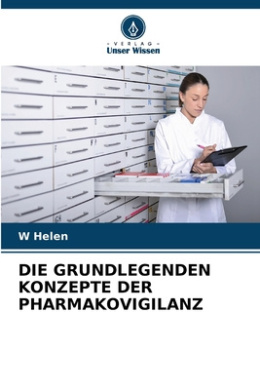 VERLAG
Unser Wissen
W Helen
DIE GRUNDLEGENDEN
KONZEPTE DER
PHARMAKOVIGILANZ